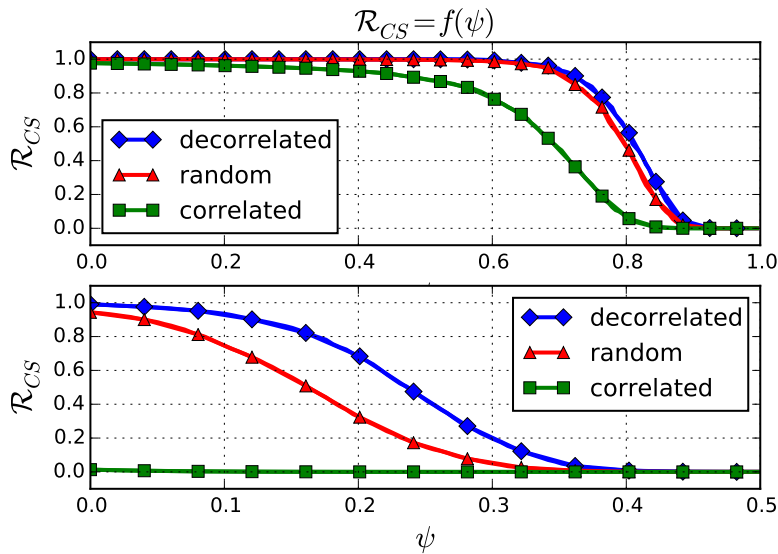 ℛ_CS = f(ψ)
1.0
0.8
0.6
0.4
0.2
0.0
ℛ_CS
decorrelated
random
correlated
0.0 0.2 0.4 0.6 0.8 1.0
1.0
0.8
0.6
0.4
0.2
0.0
ℛ_CS
decorrelated
random
correlated
0.0 0.1 0.2 0.3 0.4 0.5
ψ